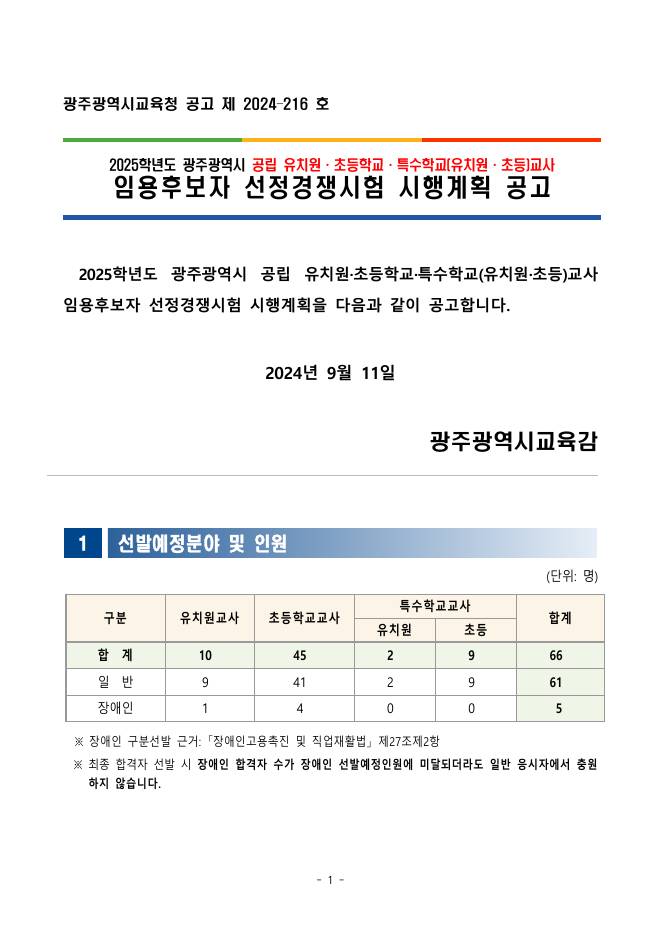 광주광역시교육청 공고 제 2024-216 호
2025학년도 광주광역시 공립 유치원·초등학교·특수학교(유치원·초등)교사
임용후보자 선정경쟁시험 시행계획 공고
2025학년도 광주광역시 공립 유치원·초등학교·특수학교(유치원·초등)교사
임용후보자 선정경쟁시험 시행계획을 다음과 같이 공고합니다.
2024년 9월 11일
광주광역시교육감
1 선발예정분야 및 인원
(단위: 명)
구분 유치원교사 초등학교교사 특수학교교사 합계
유치원 초등
합 계 10 45 2 9 66
일 반 9 41 2 9 61
장애인 1 4 0 0 5
※ 장애인 구분선발 근거:「장애인고용촉진 및 직업재활법」제27조제2항
※ 최종 합격자 선발 시 장애인 합격자 수가 장애인 선발예정인원에 미달되더라도 일반 응시자에서 충원
하지 않습니다.
- 1 -